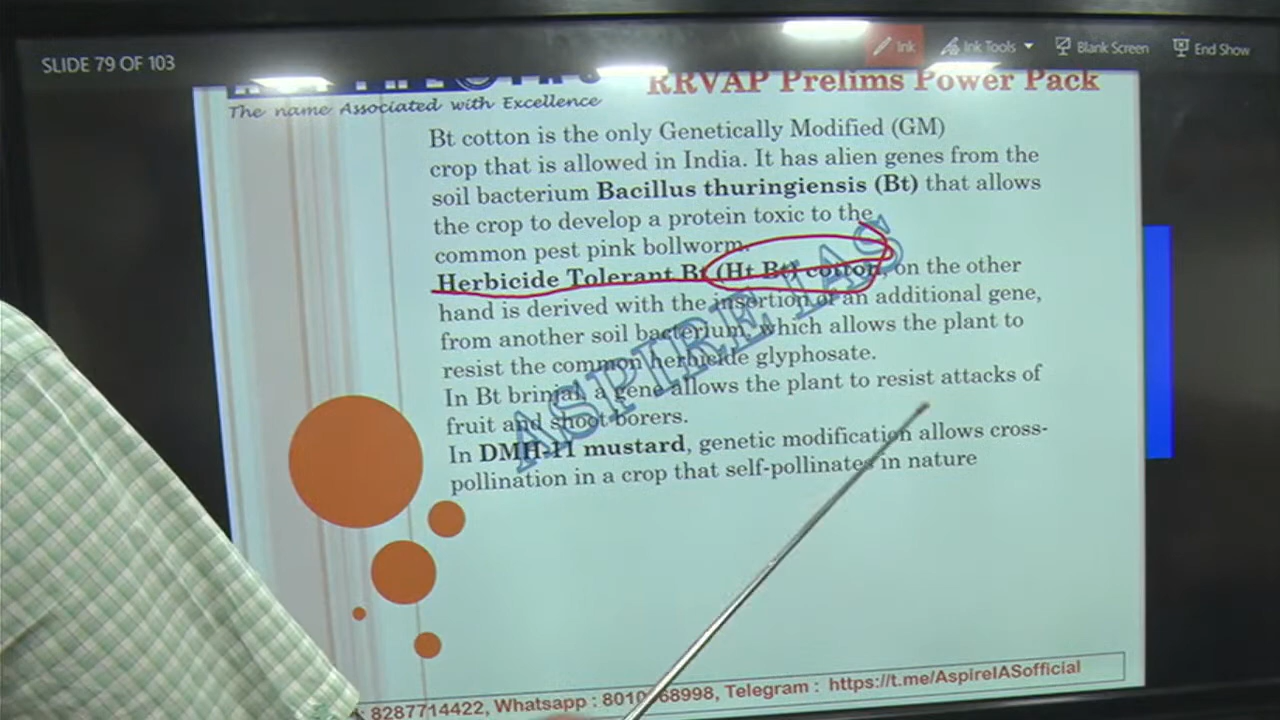 SLIDE 79 OF 103
Ink
Ink Tools
Blank Screen
End Show
The name Associated with Excellence
RRVAP Prelims Power Pack
Bt cotton is the only Genetically Modified (GM)
crop that is allowed in India. It has alien genes from the
soil bacterium Bacillus thuringiensis (Bt) that allows
the crop to develop a protein toxic to the
common pest pink bollworm.
Herbicide Tolerant Bt (Ht Bt) cotton, on the other
hand is derived with the insertion of an additional gene,
from another soil bacterium, which allows the plant to
resist the common herbicide glyphosate.
In Bt brinjal, a gene allows the plant to resist attacks of
fruit and shoot borers.
In DMH-11 mustard, genetic modification allows cross-
pollination in a crop that self-pollinates in nature
ASPIRE IAS
8287714422, Whatsapp : 8010 68998, Telegram : https://t.me/AspireIASofficial